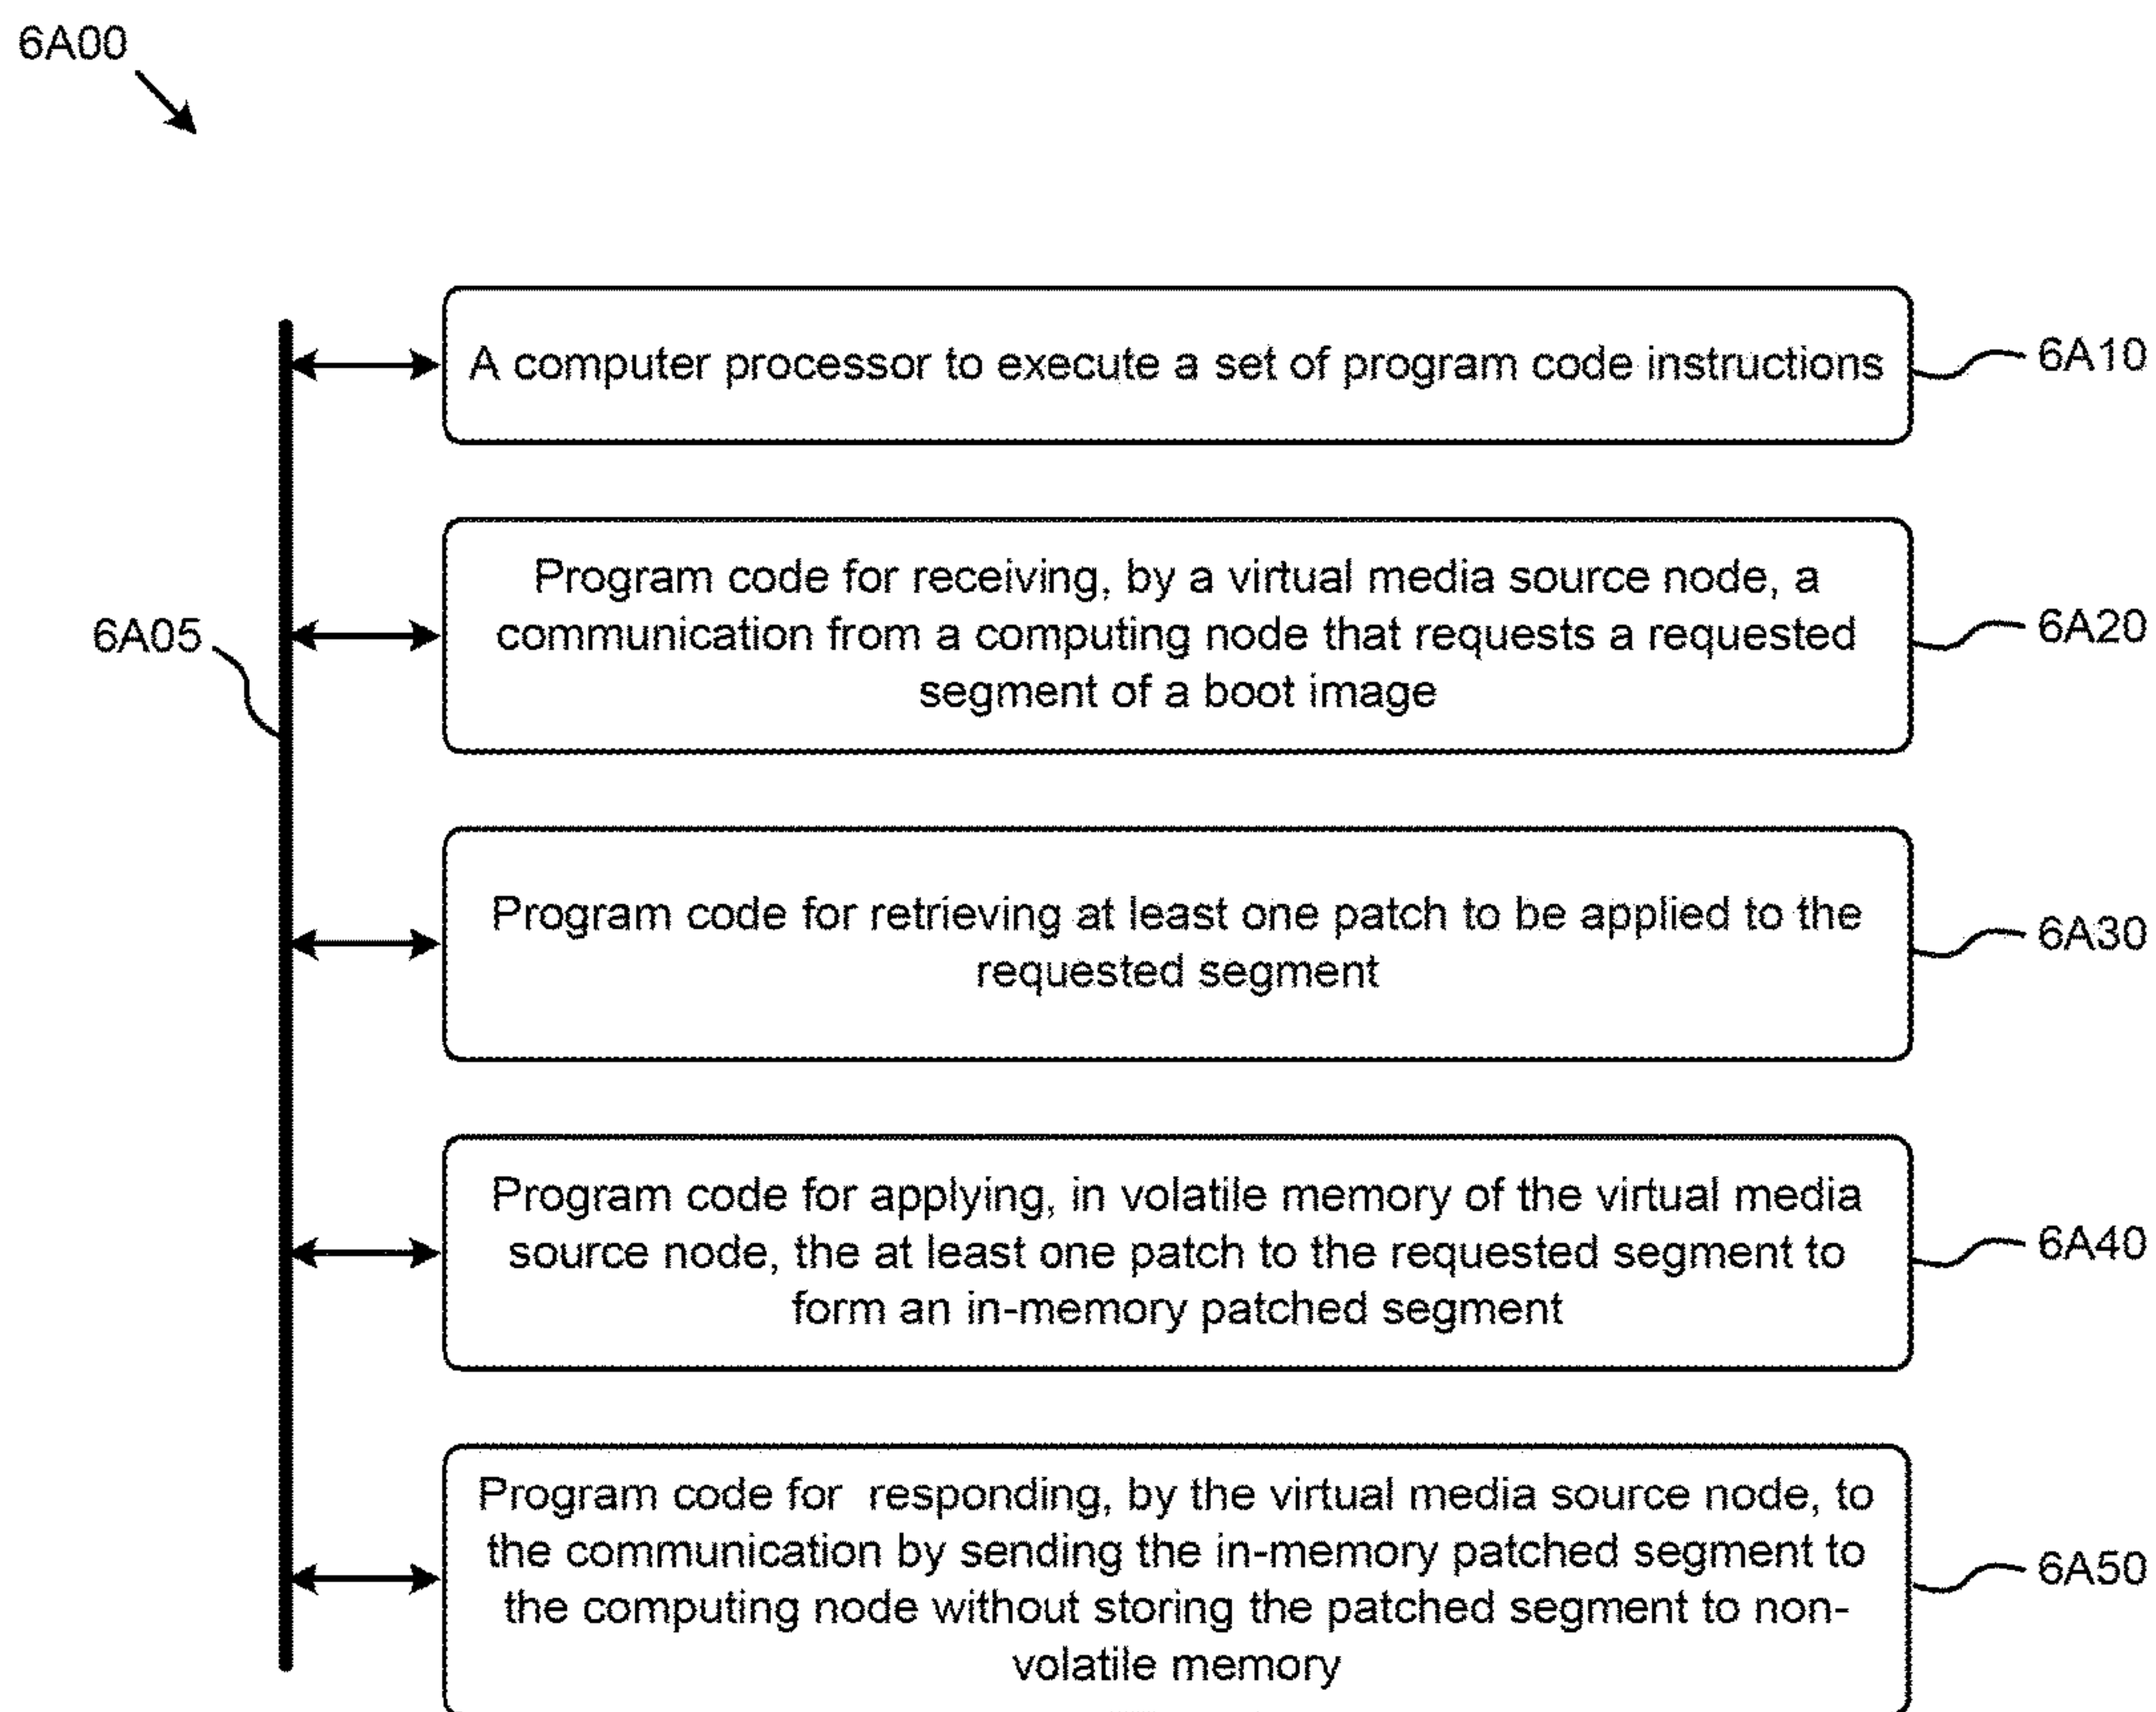 6A00
A computer processor to execute a set of program code instructions
6A10
Program code for receiving, by a virtual media source node, a
communication from a computing node that requests a requested
segment of a boot image
6A20
6A05
Program code for retrieving at least one patch to be applied to the
requested segment
6A30
Program code for applying, in volatile memory of the virtual media
source node, the at least one patch to the requested segment to
form an in-memory patched segment
6A40
Program code for responding, by the virtual media source node, to
the communication by sending the in-memory patched segment to
the computing node without storing the patched segment to non-
volatile memory
6A50